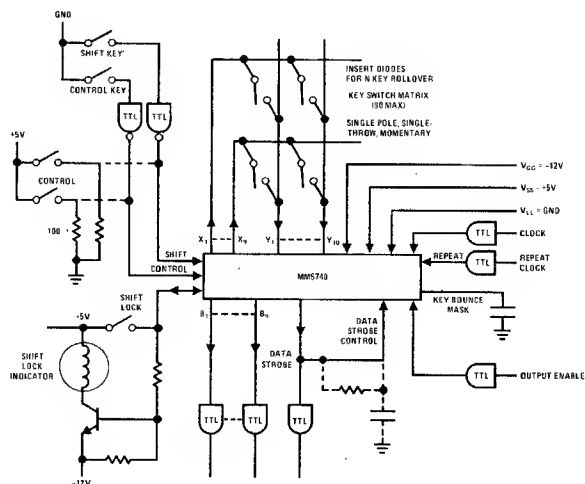 GND
SHIFT KEY
CONTROL KEY
TTL
TTL
+5V
CONTROL
100
SHIFT
CONTROL
INSERT DIODES
FOR N KEY ROLLOVER
KEY SWITCH MATRIX
(90 MAX)
SINGLE POLE, SINGLE-
THROW, MOMENTARY
VGG = -12V
VSS = +5V
VLL = GND
TTL
CLOCK
REPEAT
TTL
REPEAT
CLOCK
X1
X9
Y1
Y10
MM5740
KEY BOUNCE
MASK
SHIFT
LOCK
+5V
SHIFT
LOCK
INDICATOR
-12V
B1
B9
DATA
STROBE
DATA
STROBE
CONTROL
TTL
OUTPUT ENABLE
TTL
TTL
TTL